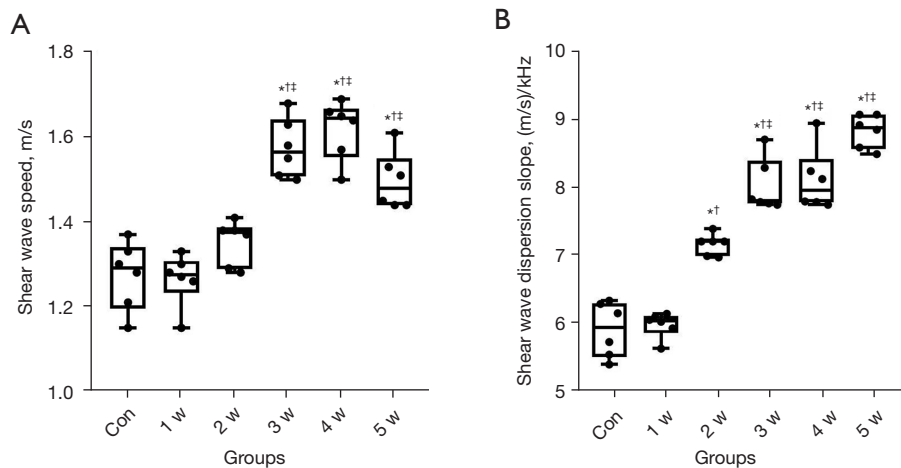 A
Shear wave speed, m/s
1.8
1.6
1.4
1.2
1.0
*†‡
*†‡
*†‡
Con
1 w
2 w
3 w
4 w
5 w
Groups
B
Shear wave dispersion slope, (m/s)/kHz
10
9
8
7
6
5
*†
*†‡
*†‡
*†‡
Con
1 w
2 w
3 w
4 w
5 w
Groups